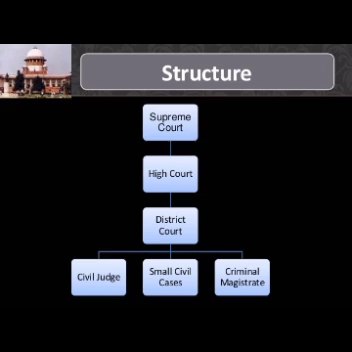 Structure
Supreme
Court
High Court
District
Court
Civil Judge
Small Civil
Cases
Criminal
Magistrate